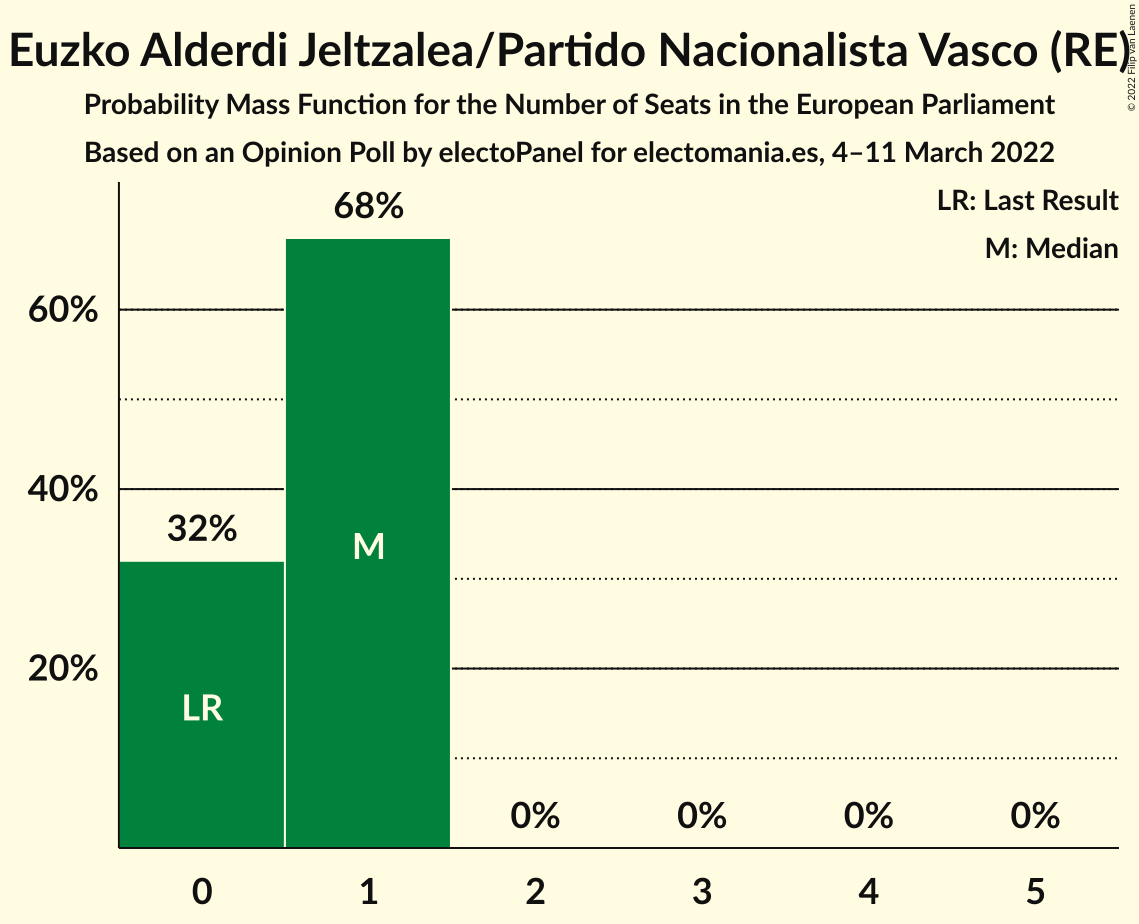 Euzko Alderdi Jeltzalea/Partido Nacionalista Vasco (RE)
© 2022 Filip van Laenen
Probability Mass Function for the Number of Seats in the European Parliament
Based on an Opinion Poll by electoPanel for electomania.es, 4–11 March 2022
LR: Last Result
M: Median
68%
60%
40%
32%
M
20%
LR
0%
0%
0%
0%
0
1
2
3
4
5